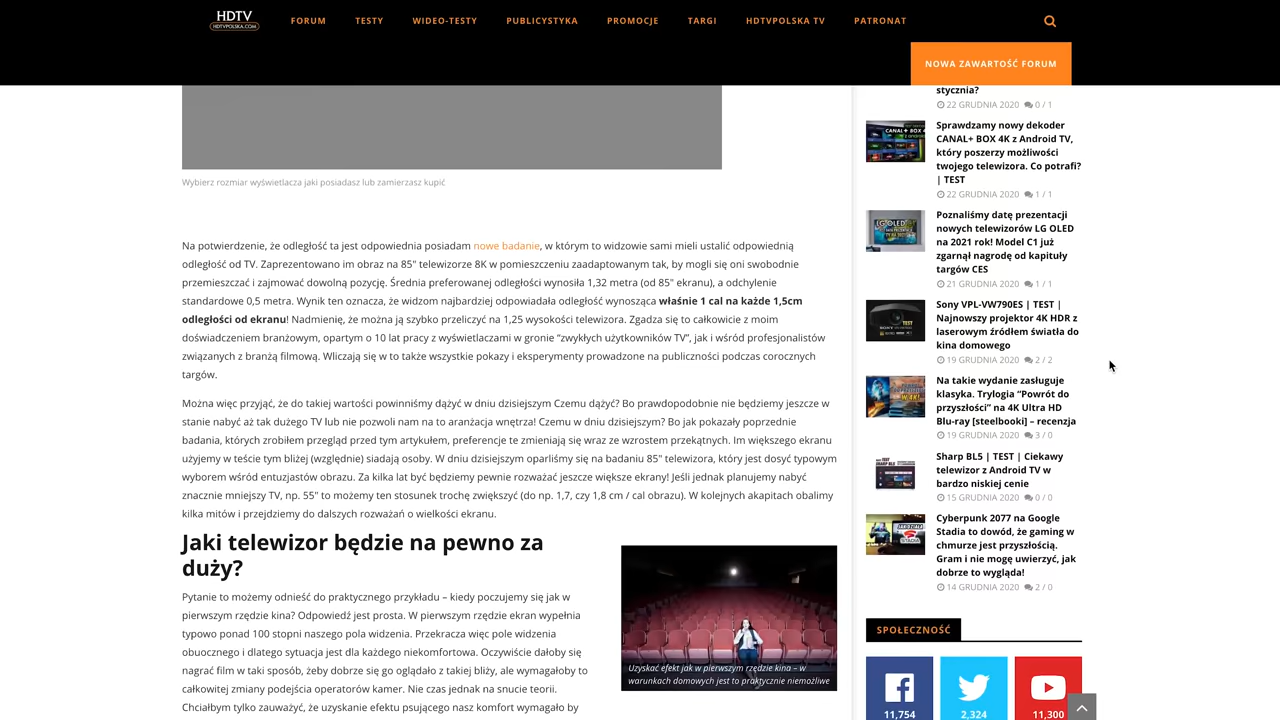 HDTV
HDTVPOLSKA.COM
FORUM
TESTY
WIDEO-TESTY
PUBLICYSTYKA
PROMOCJE
TARGI
HDTVPOLSKA TV
PATRONAT
NOWA ZAWARTOŚĆ FORUM
Wybierz rozmiar wyświetlacza jaki posiadasz lub zamierzasz kupić
Na potwierdzenie, że odległość ta jest odpowiednia posiadam nowe badanie, w którym to widzowie sami mieli ustalić odpowiednią
odległość od TV. Zaprezentowano im obraz na 85" telewizorze 8K w pomieszczeniu zaadaptowanym tak, by mogli się oni swobodnie
przemieszczać i zajmować dowolną pozycję. Średnia preferowanej odległości wynosiła 1,32 metra (od 85" ekranu), a odchylenie
standardowe 0,5 metra. Wynik ten oznacza, że widzom najbardziej odpowiadała odległość wynosząca właśnie 1 cal na każde 1,5cm
odległości od ekranu! Nadmienię, że można ją szybko przeliczyć na 1,25 wysokości telewizora. Zgadza się to całkowicie z moim
doświadczeniem branżowym, opartym o 10 lat pracy z wyświetlaczami w gronie “zwykłych użytkowników TV”, jak i wśród profesjonalistów
związanych z branżą filmową. Wliczają się w to także wszystkie pokazy i eksperymenty prowadzone na publiczności podczas corocznych
targów.
Można więc przyjąć, że do takiej wartości powinniśmy dążyć w dniu dzisiejszym Czemu dążyć? Bo prawdopodobnie nie będziemy jeszcze w
stanie nabyć aż tak dużego TV lub nie pozwoli nam na to aranżacja wnętrza! Czemu w dniu dzisiejszym? Bo jak pokazały poprzednie
badania, których zrobiłem przegląd przed tym artykułem, preferencje te zmieniają się wraz ze wzrostem przekątnych. Im większego ekranu
użyjemy w teście tym bliżej (względnie) siadają osoby. W dniu dzisiejszym oparliśmy się na badaniu 85" telewizora, który jest dosyć typowym
wyborem wśród entuzjastów obrazu. Za kilka lat być będziemy pewnie rozważać jeszcze większe ekrany! Jeśli jednak planujemy nabyć
znacznie mniejszy TV, np. 55" to możemy ten stosunek trochę zwiększyć (do np. 1,7, czy 1,8 cm / cal obrazu). W kolejnych akapitach obalimy
kilka mitów i przejdziemy do dalszych rozważań o wielkości ekranu.
Jaki telewizor będzie na pewno za
duży?
Pytanie to możemy odnieść do praktycznego przykładu – kiedy poczujemy się jak w
pierwszym rzędzie kina? Odpowiedź jest prosta. W pierwszym rzędzie ekran wypełnia
typowo ponad 100 stopni naszego pola widzenia. Przekracza więc pole widzenia
obuocznego i dlatego sytuacja jest dla każdego niekomfortowa. Oczywiście dałoby się
nagrać film w taki sposób, żeby dobrze się go oglądało z takiej bliży, ale wymagałoby to
całkowitej zmiany podejścia operatorów kamer. Nie czas jednak na snucie teorii.
Chciałbym tylko zauważyć, że uzyskanie efektu psującego nasz komfort wymagało by
Uzyskać efekt jak w pierwszym rzędzie kina – w
warunkach domowych jest to praktycznie niemożliwe
stycznia?
22 GRUDNIA 2020 0 / 1
Sprawdzamy nowy dekoder
CANAL+ BOX 4K z Android TV,
który poszerzy możliwości
twojego telewizora. Co potrafi?
| TEST
22 GRUDNIA 2020 1 / 1
Poznaliśmy datę prezentacji
nowych telewizorów LG OLED
na 2021 rok! Model C1 już
zgarnął nagrodę od kapituły
targów CES
21 GRUDNIA 2020 1 / 1
Sony VPL-VW790ES | TEST |
Najnowszy projektor 4K HDR z
laserowym źródłem światła do
kina domowego
19 GRUDNIA 2020 2 / 2
Na takie wydanie zasługuje
klasyka. Trylogia “Powrót do
przyszłości” na 4K Ultra HD
Blu-ray [steelbooki] – recenzja
19 GRUDNIA 2020 3 / 0
Sharp BL5 | TEST | Ciekawy
telewizor z Android TV w
bardzo niskiej cenie
15 GRUDNIA 2020 0 / 0
Cyberpunk 2077 na Google
Stadia to dowód, że gaming w
chmurze jest przyszłością.
Gram i nie mogę uwierzyć, jak
dobrze to wygląda!
14 GRUDNIA 2020 2 / 0
SPOŁECZNOŚĆ
11,754
2,324
11,300